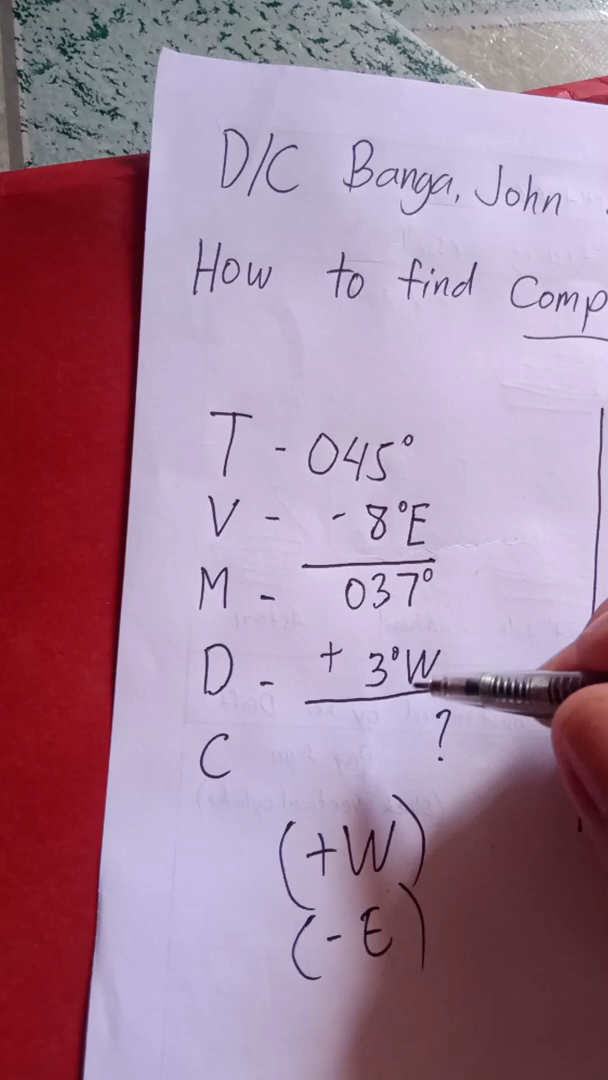 D/C Banga, John
How to find Comp
T - 045°
V - - 8°E
M - 037°
D - + 3°W
C ?
(+W)
(-E)